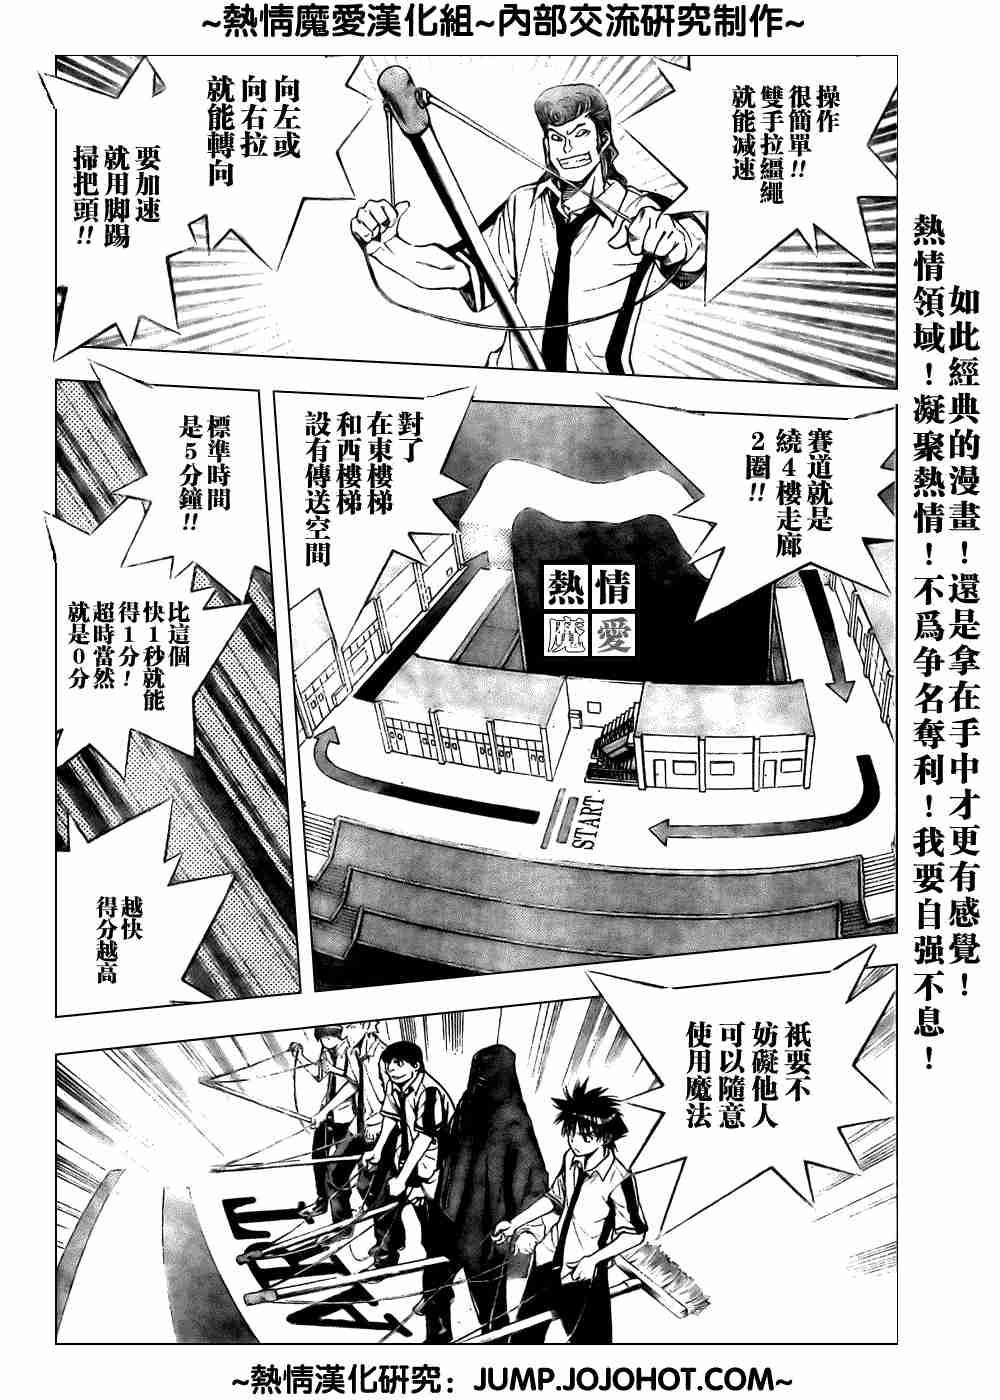 ~熱情魔愛漢化組~內部交流研究制作~
操作
很簡單!!
雙手拉繮繩
就能减速
向左或
向右拉
就能轉向
要加速
就用脚踢
掃把頭!!
賽道就是
繞4樓走廊
2圈!!
對了
在東樓梯
和西樓梯
設有傳送空間
標準時間
是5分鐘!!
比這個
快1秒就能
得1分!
超時當然
就是0分
越快
得分越高
熱情
魔愛
START
祇要不
妨礙他人
可以隨意
使用魔法
START
如此經典的漫畫!還是拿在手中才更有感覺!
熱情領域!凝聚熱情!不爲争名奪利!我要自强不息!
~熱情漢化研究: JUMP.JOJOHOT.COM~